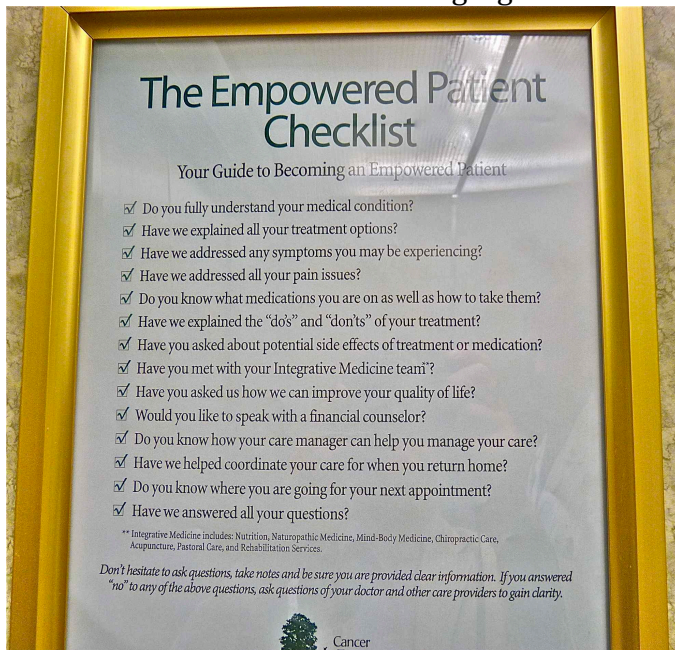 The Empowered Patient
Checklist
Your Guide to Becoming an Empowered Patient
Do you fully understand your medical condition?
Have we explained all your treatment options?
Have we addressed any symptoms you may be experiencing?
Have we addressed all your pain issues?
Do you know what medications you are on as well as how to take them?
Have we explained the “do’s” and “don’ts” of your treatment?
Have you asked about potential side effects of treatment or medication?
Have you met with your Integrative Medicine team**?
Have you asked us how we can improve your quality of life?
Would you like to speak with a financial counselor?
Do you know how your care manager can help you manage your care?
Have we helped coordinate your care for when you return home?
Do you know where you are going for your next appointment?
Have we answered all your questions?
** Integrative Medicine includes: Nutrition, Naturopathic Medicine, Mind-Body Medicine, Chiropractic Care,
Acupuncture, Pastoral Care, and Rehabilitation Services.
Don’t hesitate to ask questions, take notes and be sure you are provided clear information. If you answered
“no” to any of the above questions, ask questions of your doctor and other care providers to gain clarity.
Cancer